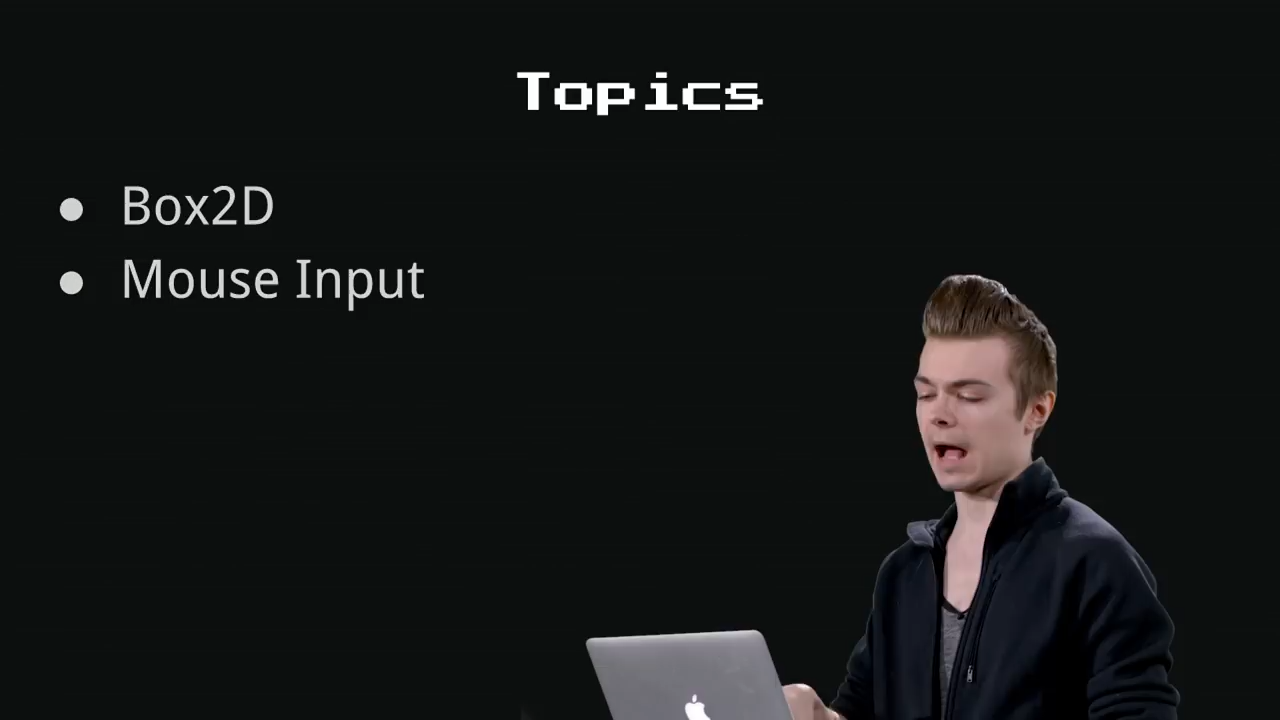 Topics
● Box2D
● Mouse Input